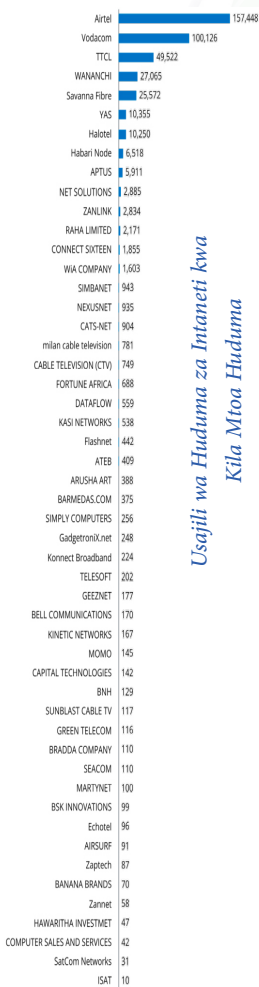 Airtel 157,448
Vodacom 100,126
TTCL 49,522
WANANCHI 27,065
Savanna Fibre 25,572
YAS 10,355
Halotel 10,250
Habari Node 6,518
APTUS 5,911
NET SOLUTIONS 2,885
ZANLINK 2,834
RAHA LIMITED 2,171
CONNECT SIXTEEN 1,855
WiA COMPANY 1,603
SIMBANET 943
NEXUSNET 935
CATS-NET 904
milan cable television 781
CABLE TELEVISION (CTV) 749
FORTUNE AFRICA 688
DATAFLOW 559
KASI NETWORKS 538
Flashnet 442
ATEB 409
ARUSHA ART 388
BARMEDAS.COM 375
SIMPLY COMPUTERS 256
GadgetroniX.net 248
Konnect Broadband 224
TELESOFT 202
GEEZNET 177
BELL COMMUNICATIONS 170
KINETIC NETWORKS 167
MOMO 145
CAPITAL TECHNOLOGIES 142
BNH 129
SUNBLAST CABLE TV 117
GREEN TELECOM 116
BRADDA COMPANY 110
SEACOM 110
MARTYNET 100
BSK INNOVATIONS 99
Echotel 96
AIRSURF 91
Zaptech 87
BANANA BRANDS 70
Zannet 58
HAWARITHA INVESTMET 47
COMPUTER SALES AND SERVICES 42
SatCom Networks 31
ISAT 10
Usajili wa Huduma za Intaneti kwa
Kila Mtoa Huduma